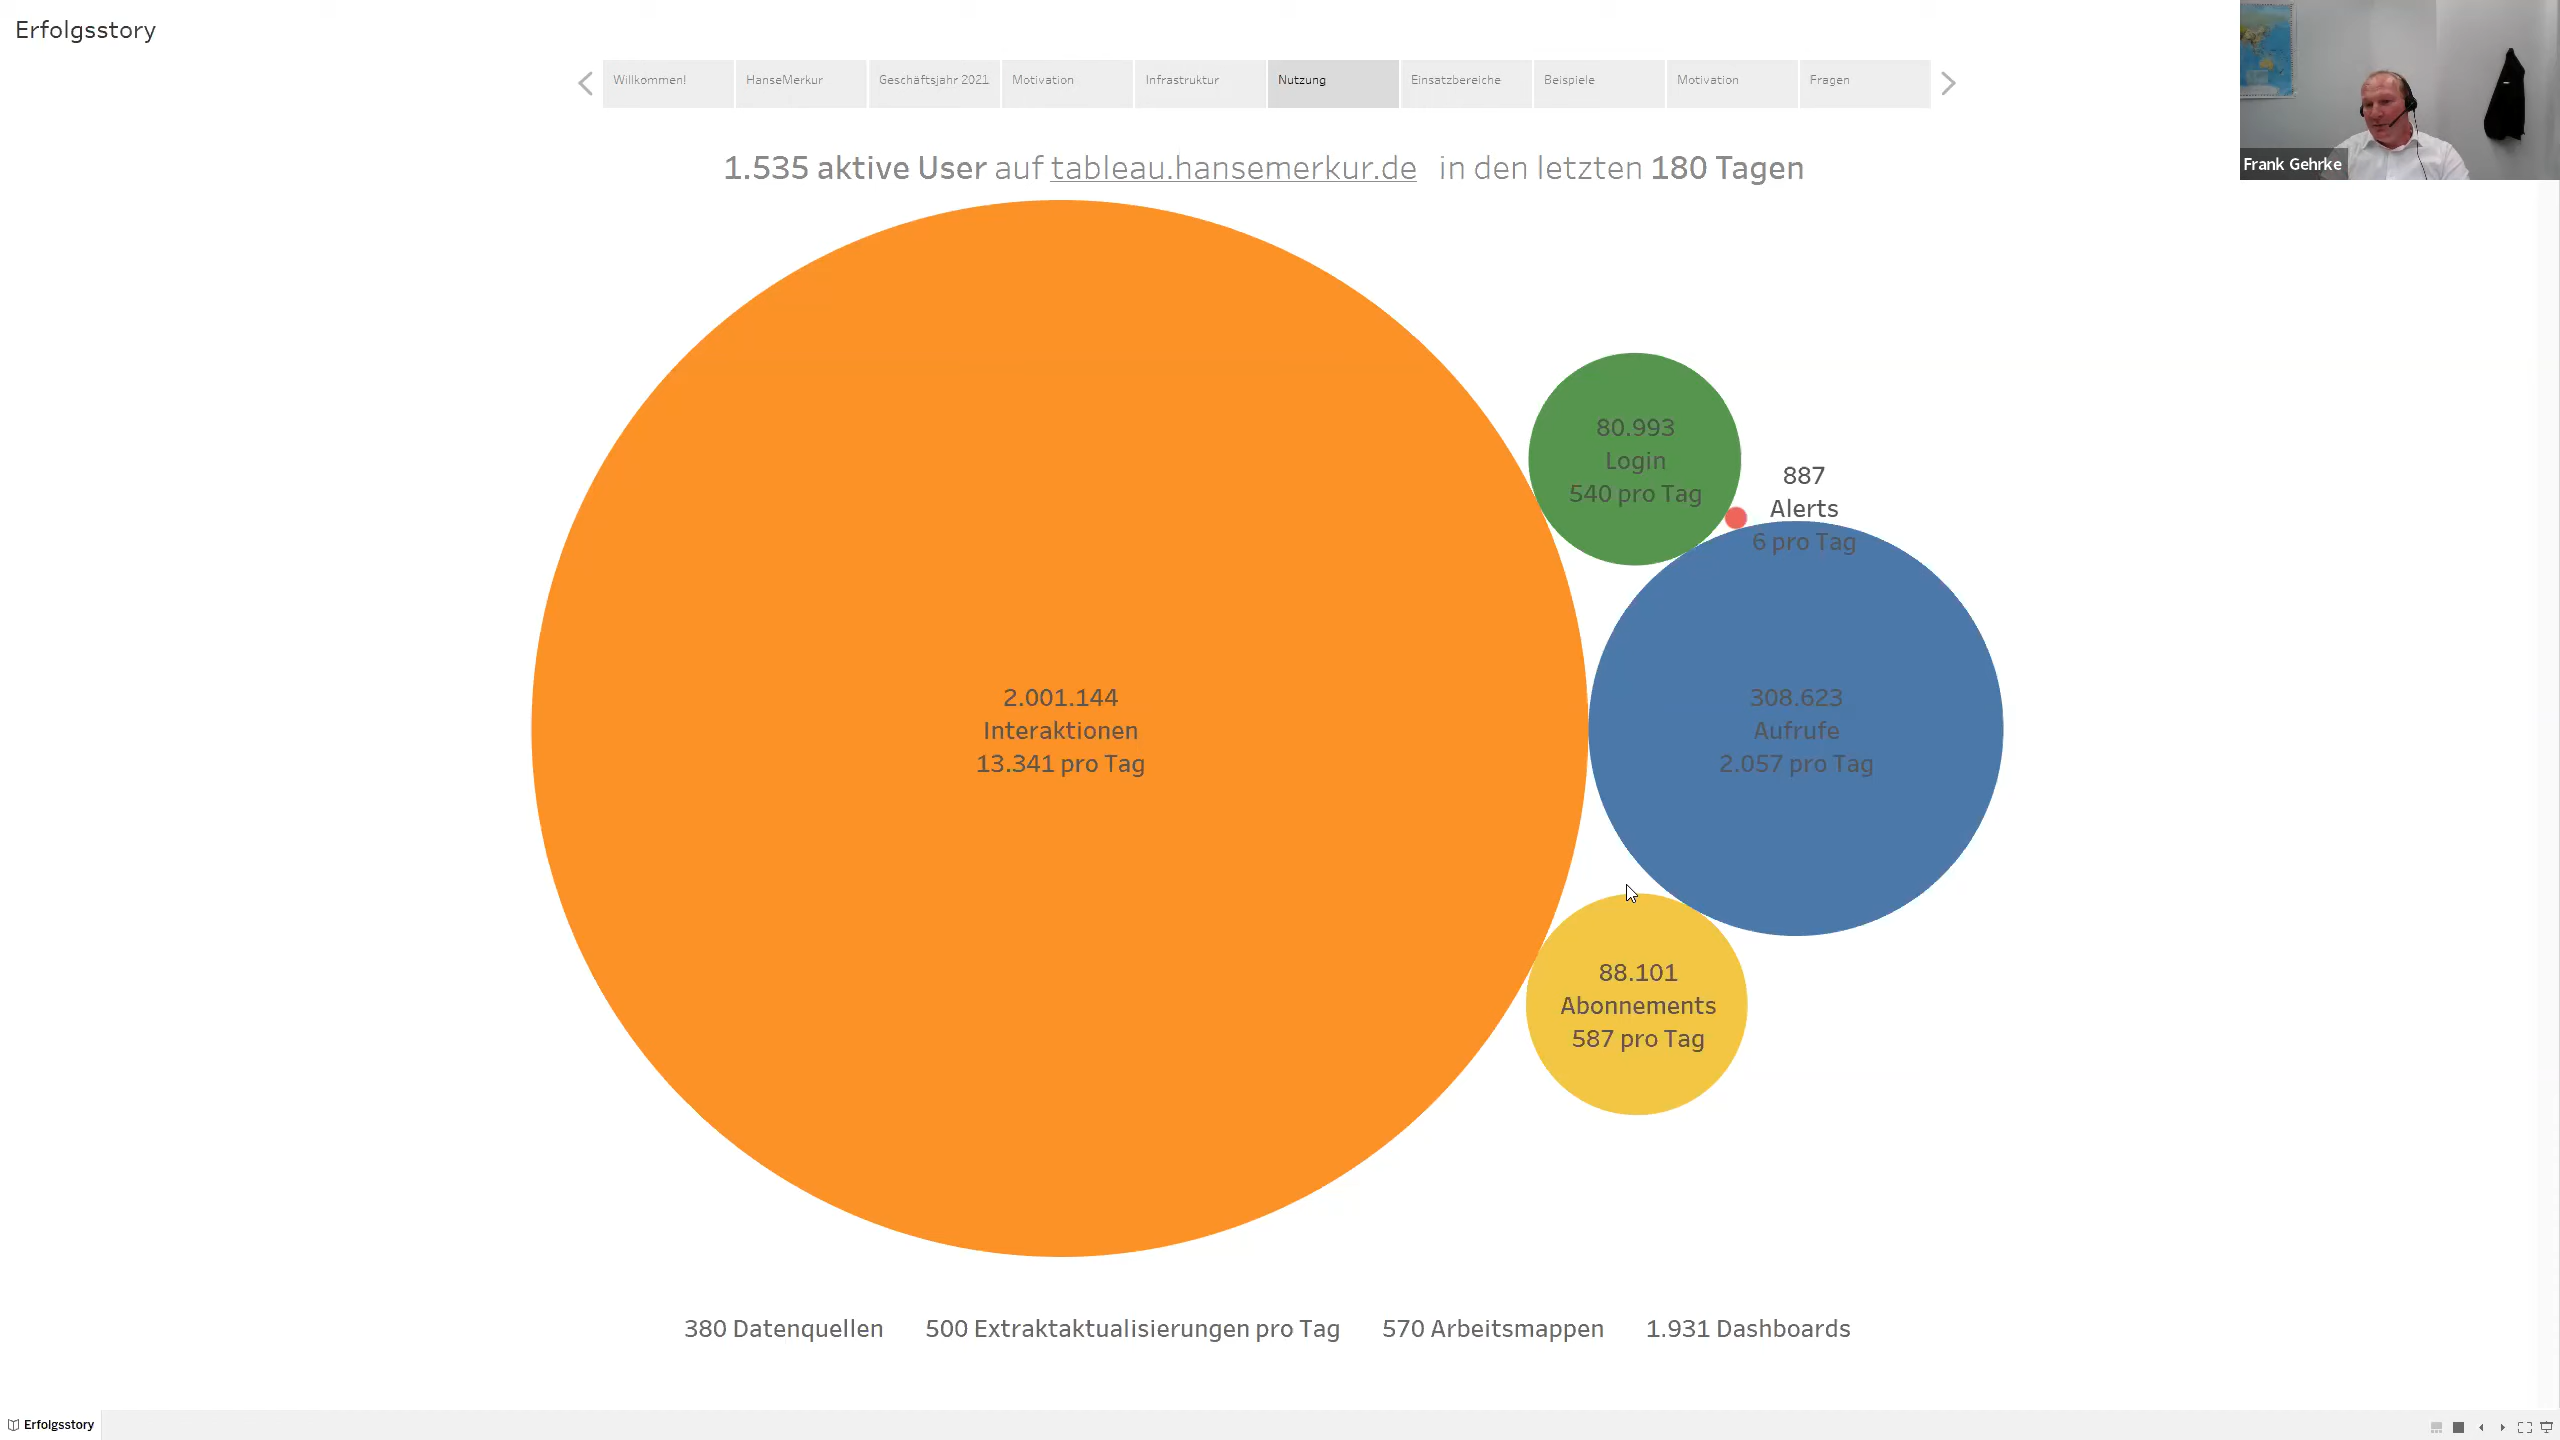 Erfolgsstory
Willkommen!
HanseMerkur
Geschäftsjahr 2021
Motivation
Infrastruktur
Nutzung
Einsatzbereiche
Beispiele
Motivation
Fragen
Frank Gehrke
1.535 aktive User auf tableau.hansemerkur.de in den letzten 180 Tagen
80.993
Login
540 pro Tag
887
Alerts
6 pro Tag
2.001.144
Interaktionen
13.341 pro Tag
308.623
Aufrufe
2.057 pro Tag
88.101
Abonnements
587 pro Tag
380 Datenquellen 500 Extraktaktualisierungen pro Tag 570 Arbeitsmappen 1.931 Dashboards
Erfolgsstory